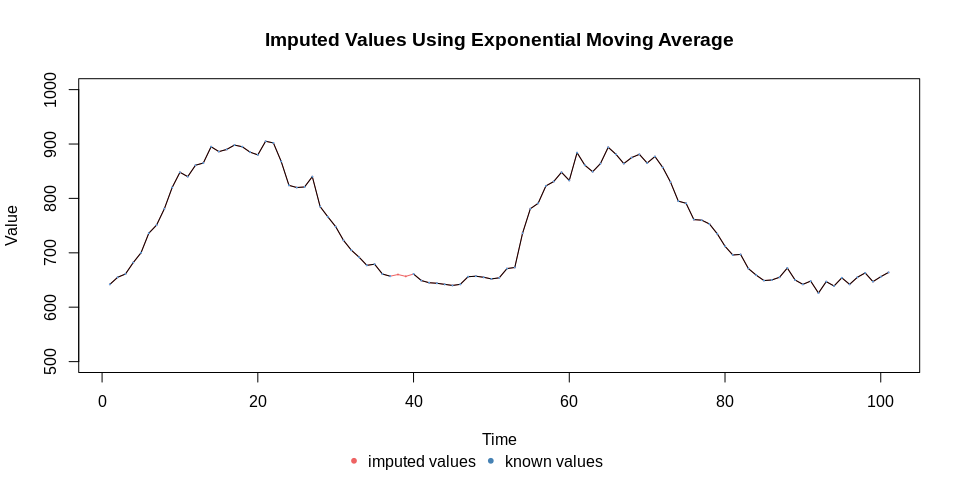 Imputed Values Using Exponential Moving Average
1000
900
800
700
600
500
Value
0 20 40 60 80 100
Time
imputed values known values